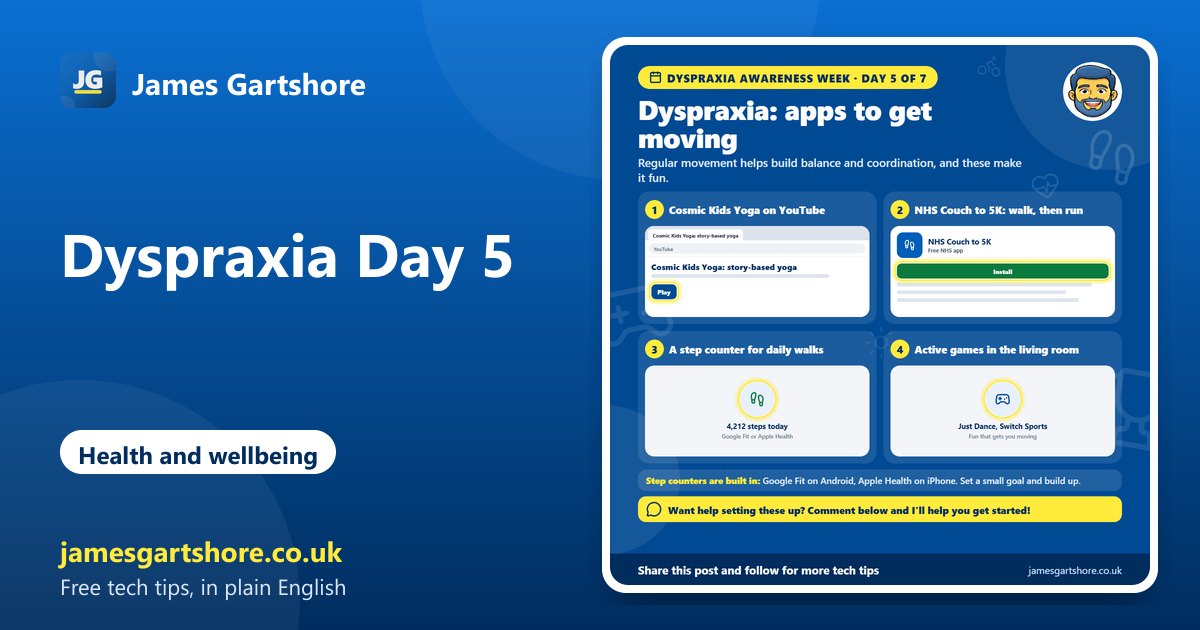 JG
James Gartshore
Dyspraxia Day 5
Health and wellbeing
jamesgartshore.co.uk
Free tech tips, in plain English
DYSPRAXIA AWARENESS WEEK · DAY 5 OF 7
Dyspraxia: apps to get
moving
Regular movement helps build balance and coordination, and these make
it fun.
1 Cosmic Kids Yoga on YouTube
Cosmic Kids Yoga: story-based yoga
YouTube
Cosmic Kids Yoga: story-based yoga
Play
2 NHS Couch to 5K: walk, then run
NHS Couch to 5K
Free NHS app
Install
3 A step counter for daily walks
4,212 steps today
Google Fit or Apple Health
4 Active games in the living room
Just Dance, Switch Sports
Fun that gets you moving
Step counters are built in: Google Fit on Android, Apple Health on iPhone. Set a small goal and build up.
Want help setting these up? Comment below and I'll help you get started!
Share this post and follow for more tech tips
jamesgartshore.co.uk